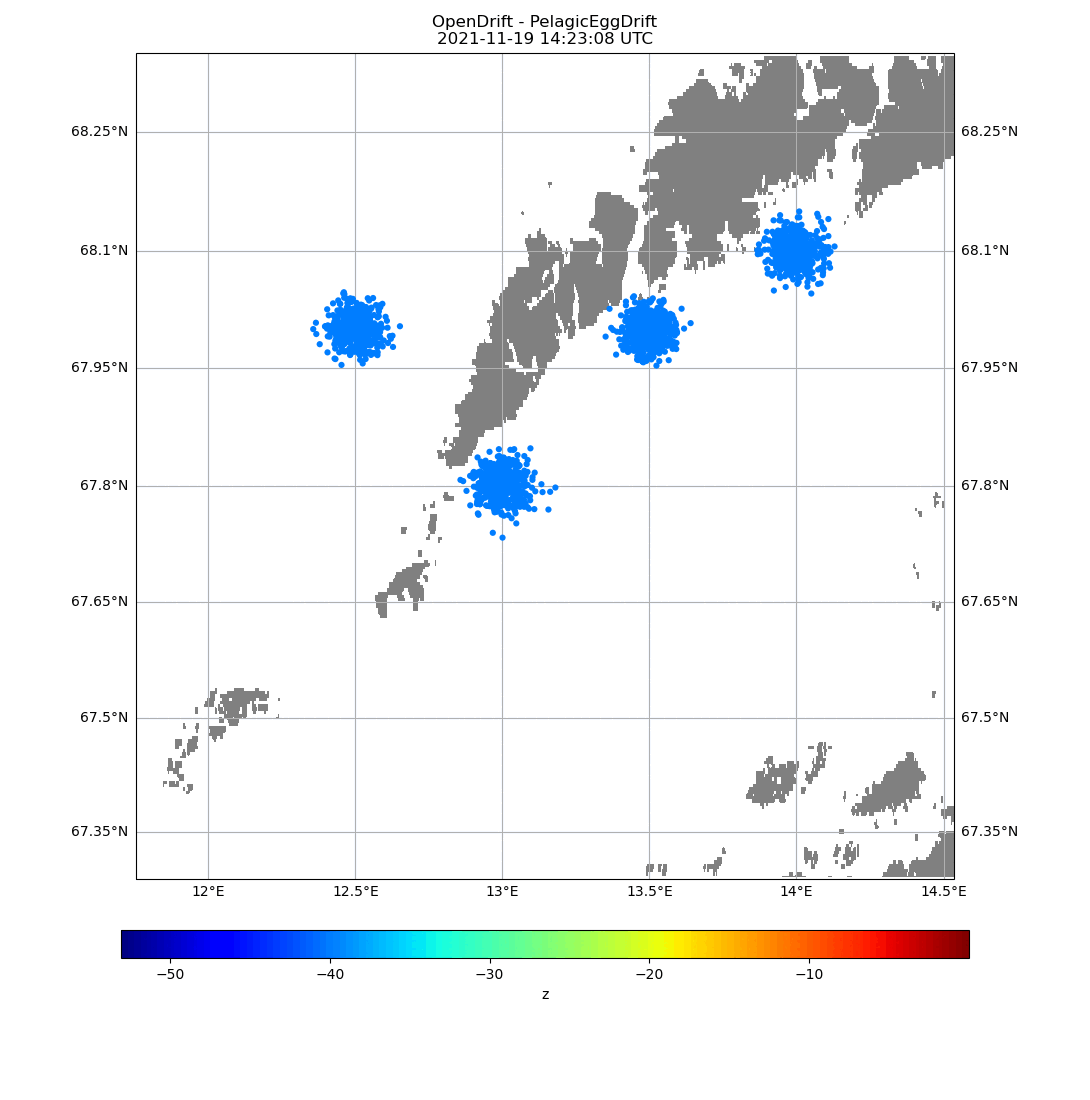 OpenDrift - PelagicEggDrift
2021-11-19 14:23:08 UTC
68.25°N 68.25°N
68.1°N 68.1°N
67.95°N 67.95°N
67.8°N 67.8°N
67.65°N 67.65°N
67.5°N 67.5°N
67.35°N 67.35°N
12° 12.5°E 13°E 13.5°E 14°E 14.5°E
−50 −40 −30 −20 −10
z